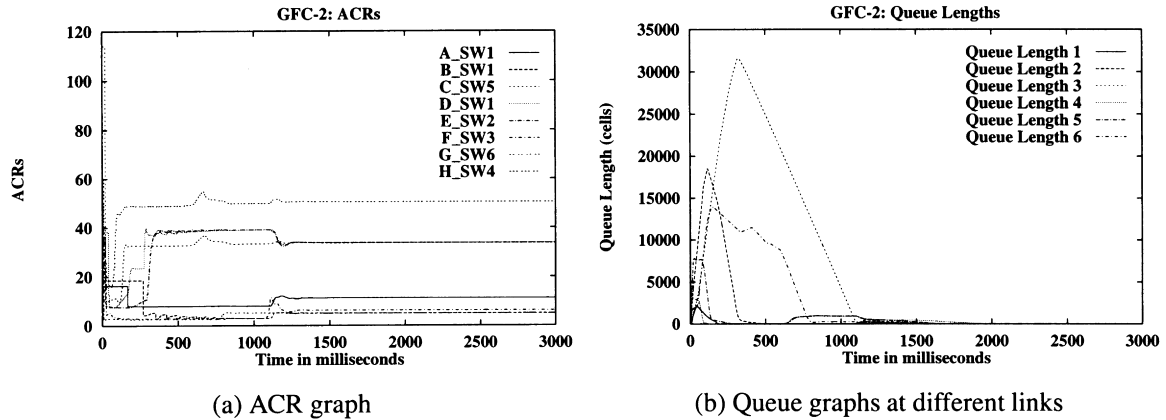 GFC-2: ACRs
120
100
80
60
40
20
0
ACRs
A_SW1
B_SW1
C_SW5
D_SW1
E_SW2
F_SW3
G_SW6
H_SW4
0 500 1000 1500 2000 2500 3000
Time in milliseconds
(a) ACR graph
GFC-2: Queue Lengths
35000
30000
25000
20000
15000
10000
5000
0
Queue Length (cells)
Queue Length 1
Queue Length 2
Queue Length 3
Queue Length 4
Queue Length 5
Queue Length 6
0 500 1000 1500 2000 2500 3000
Time in milliseconds
(b) Queue graphs at different links